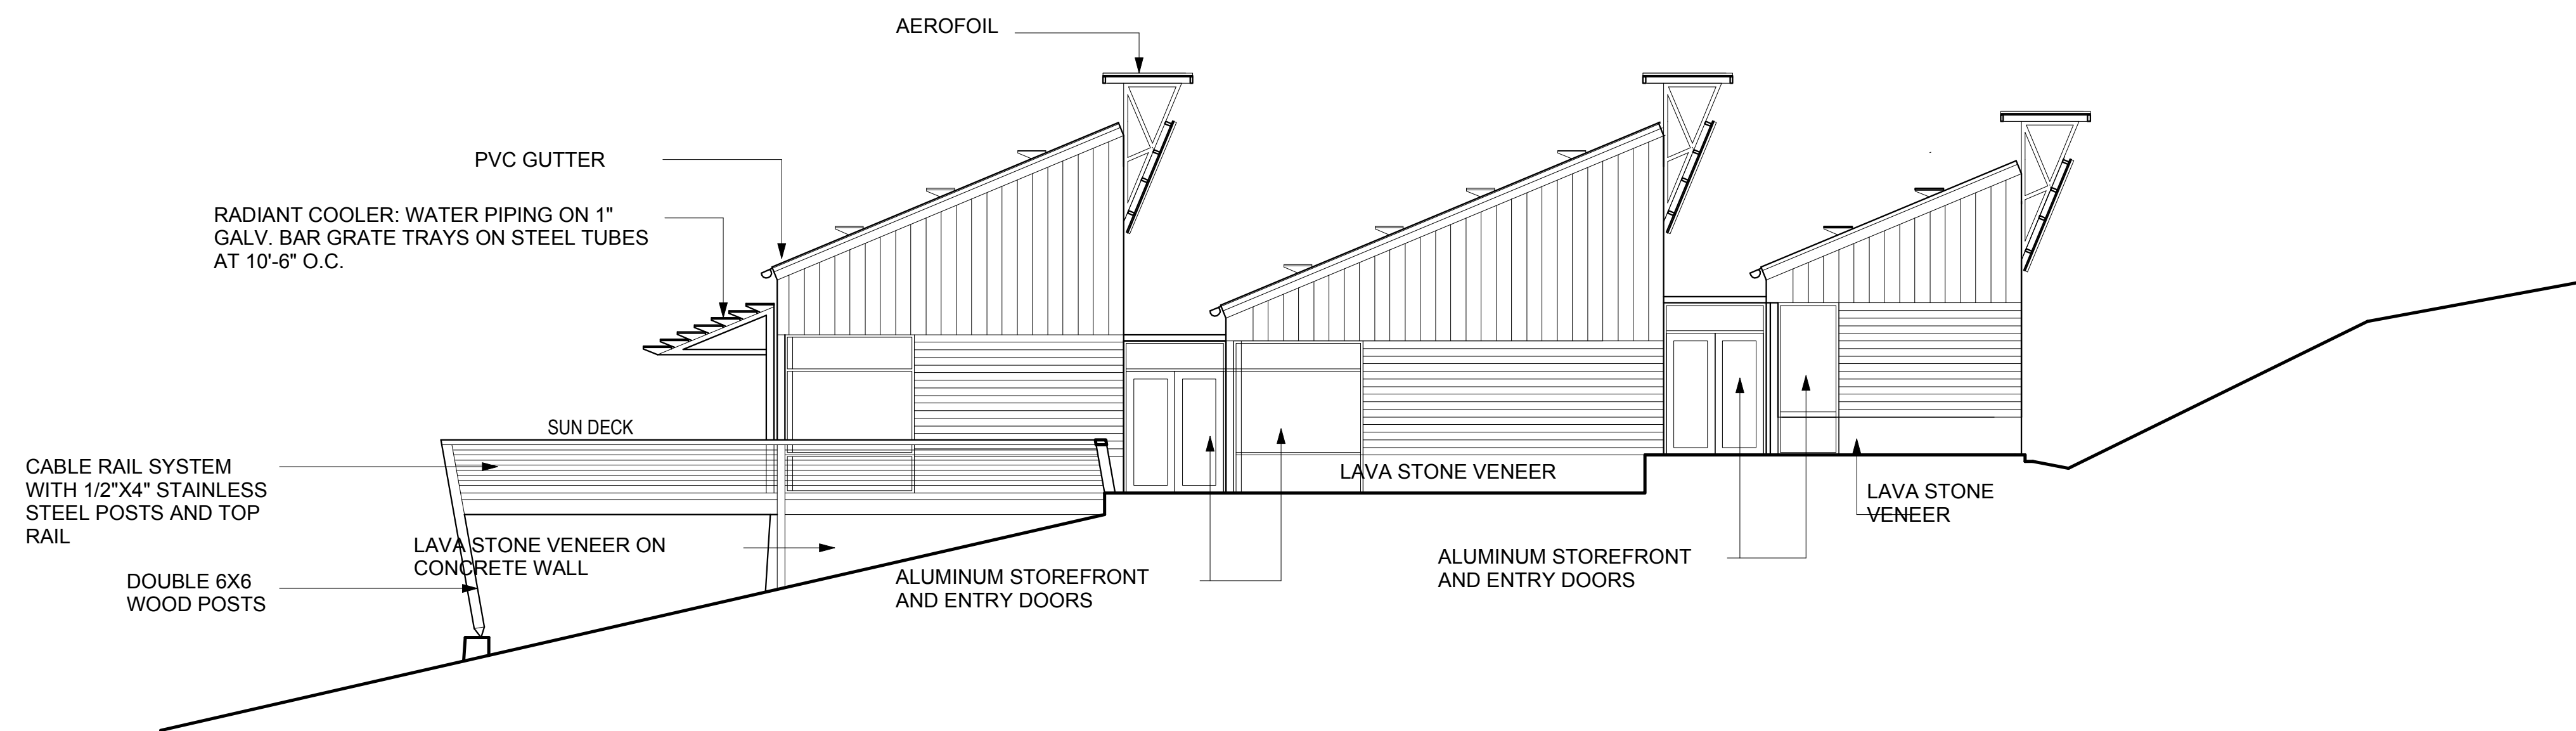 AEROFOIL
PVC GUTTER
RADIANT COOLER: WATER PIPING ON 1"
GALV. BAR GRATE TRAYS ON STEEL TUBES
AT 10'-6" O.C.
SUN DECK
CABLE RAIL SYSTEM
WITH 1/2"X4" STAINLESS
STEEL POSTS AND TOP
RAIL
LAVA STONE VENEER
LAVA STONE
VENEER
LAVA STONE VENEER ON
CONCRETE WALL
ALUMINUM STOREFRONT
AND ENTRY DOORS
ALUMINUM STOREFRONT
AND ENTRY DOORS
DOUBLE 6X6
WOOD POSTS